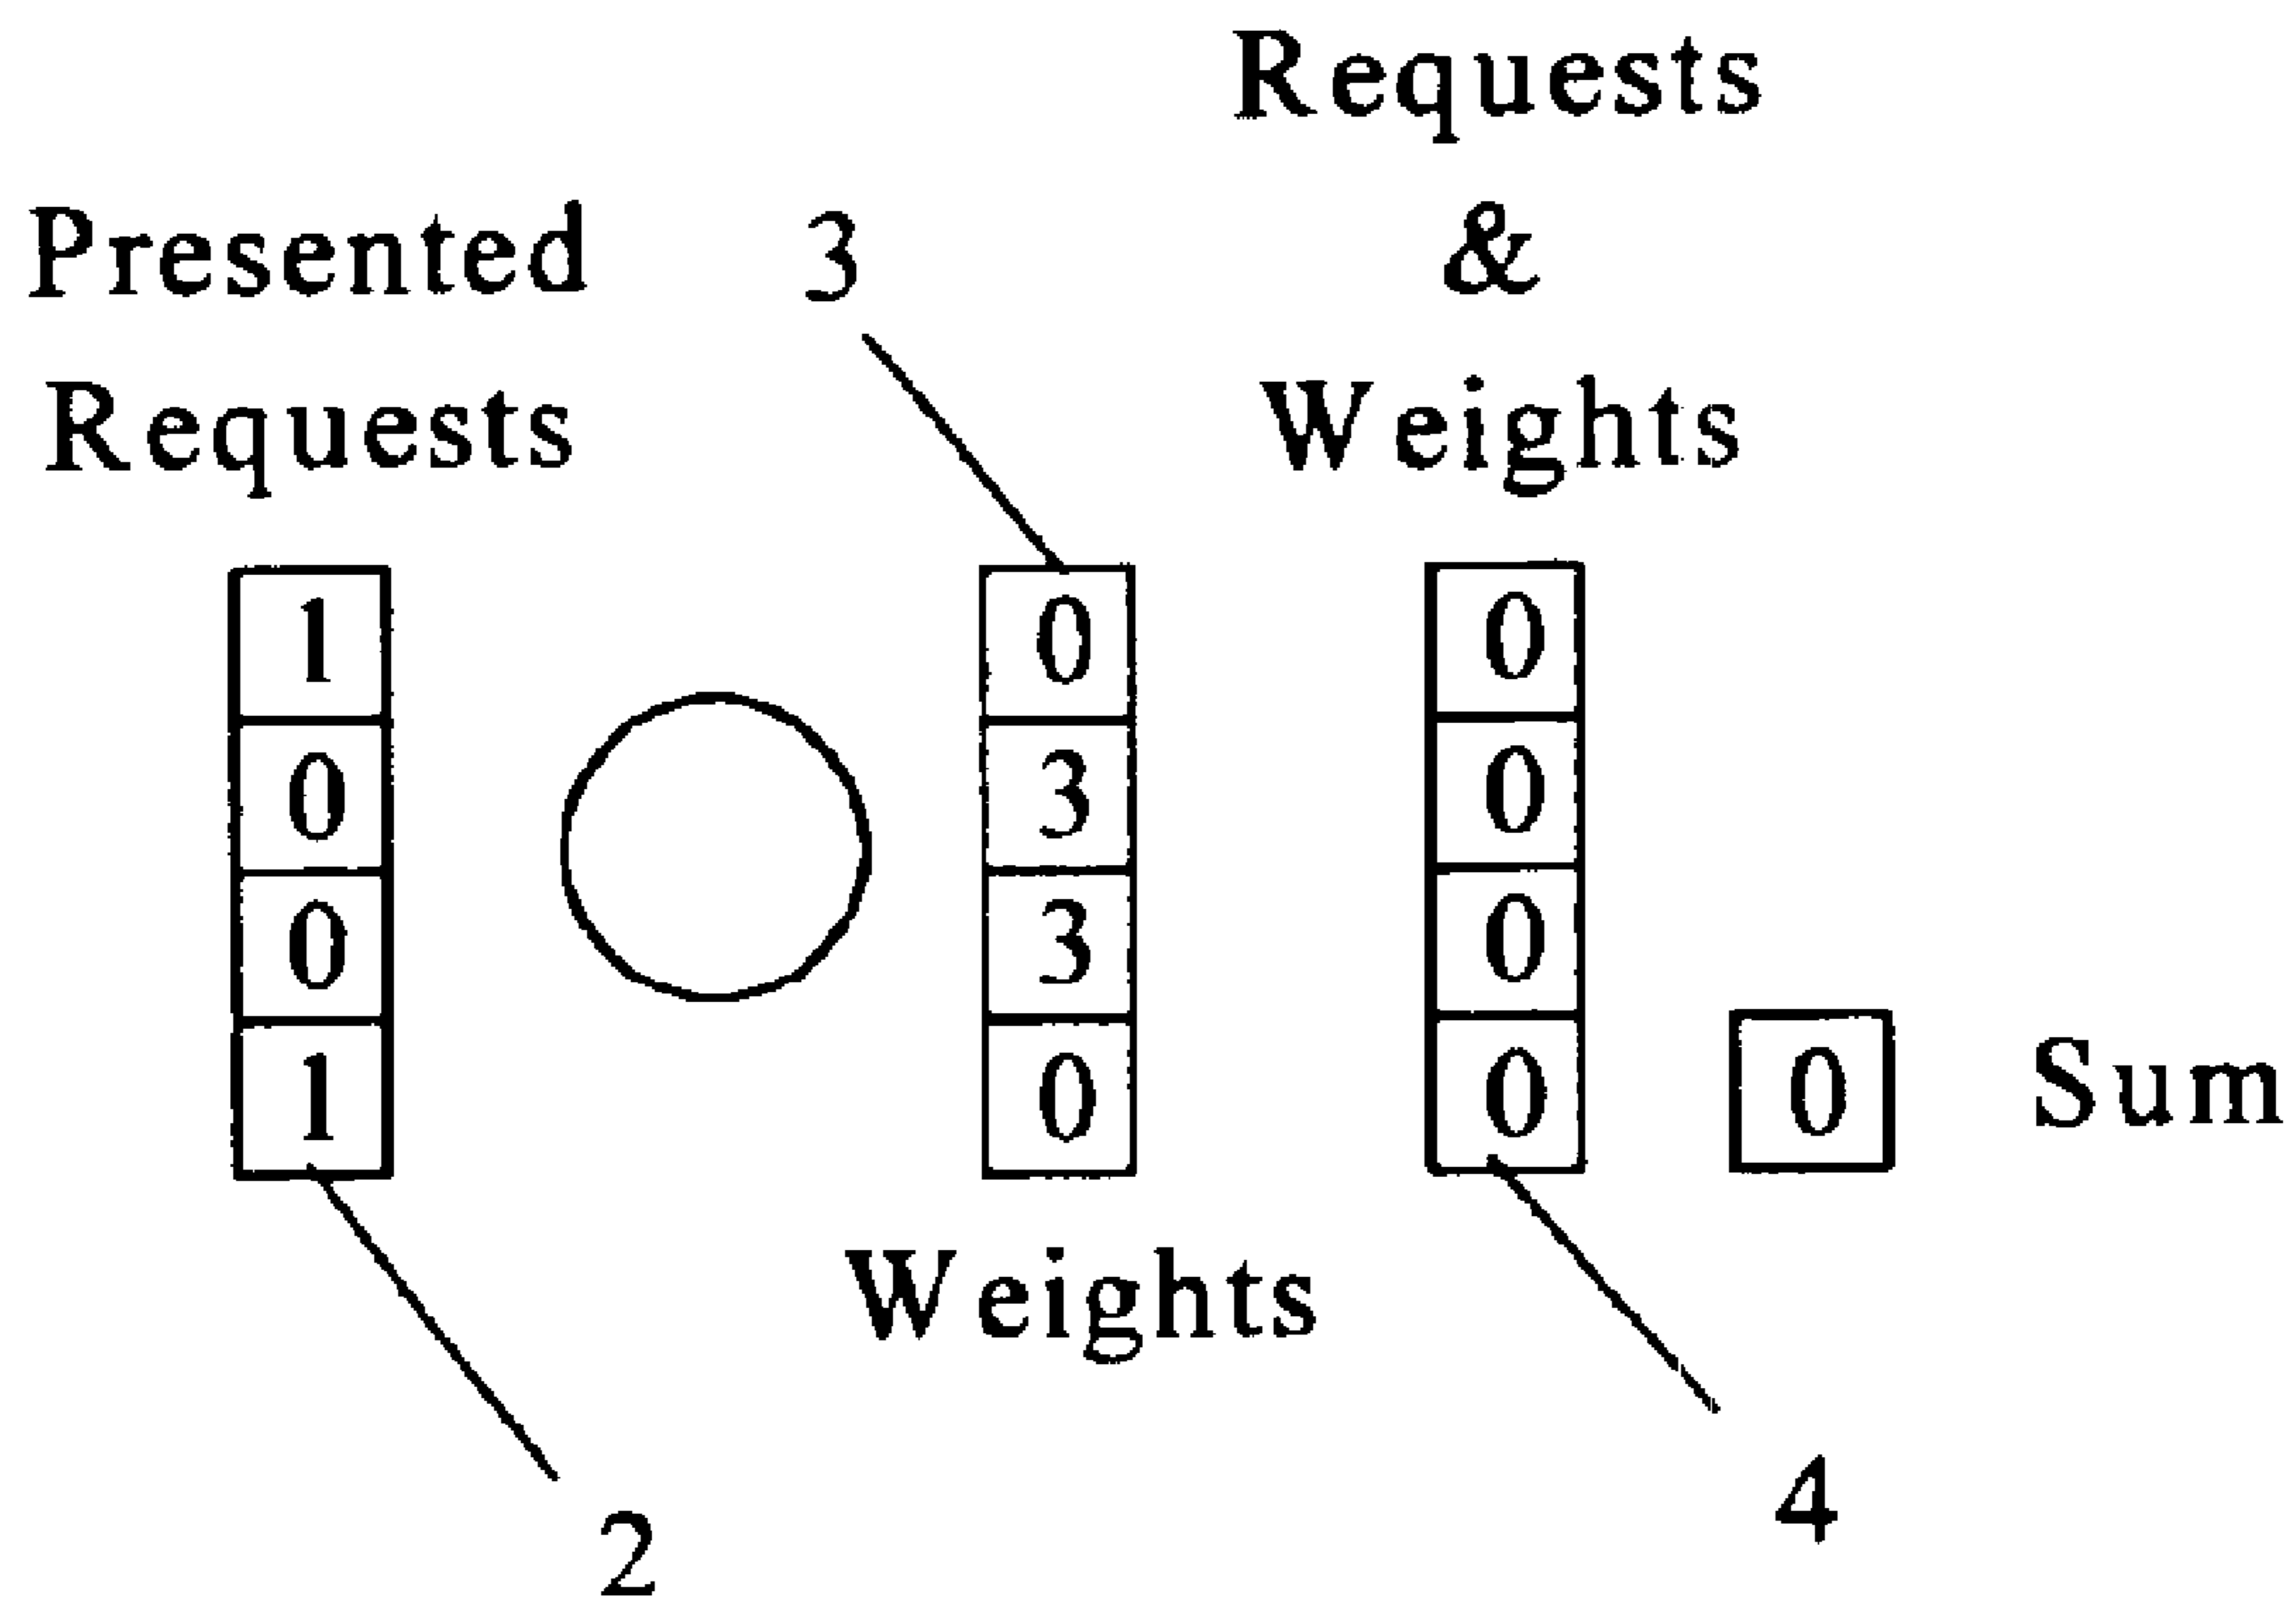 Requests
Presented 3 &
Requests Weights
1 0 0
0 3 0
0 3 0
1 0 0 0 Sum
Weights
2 4